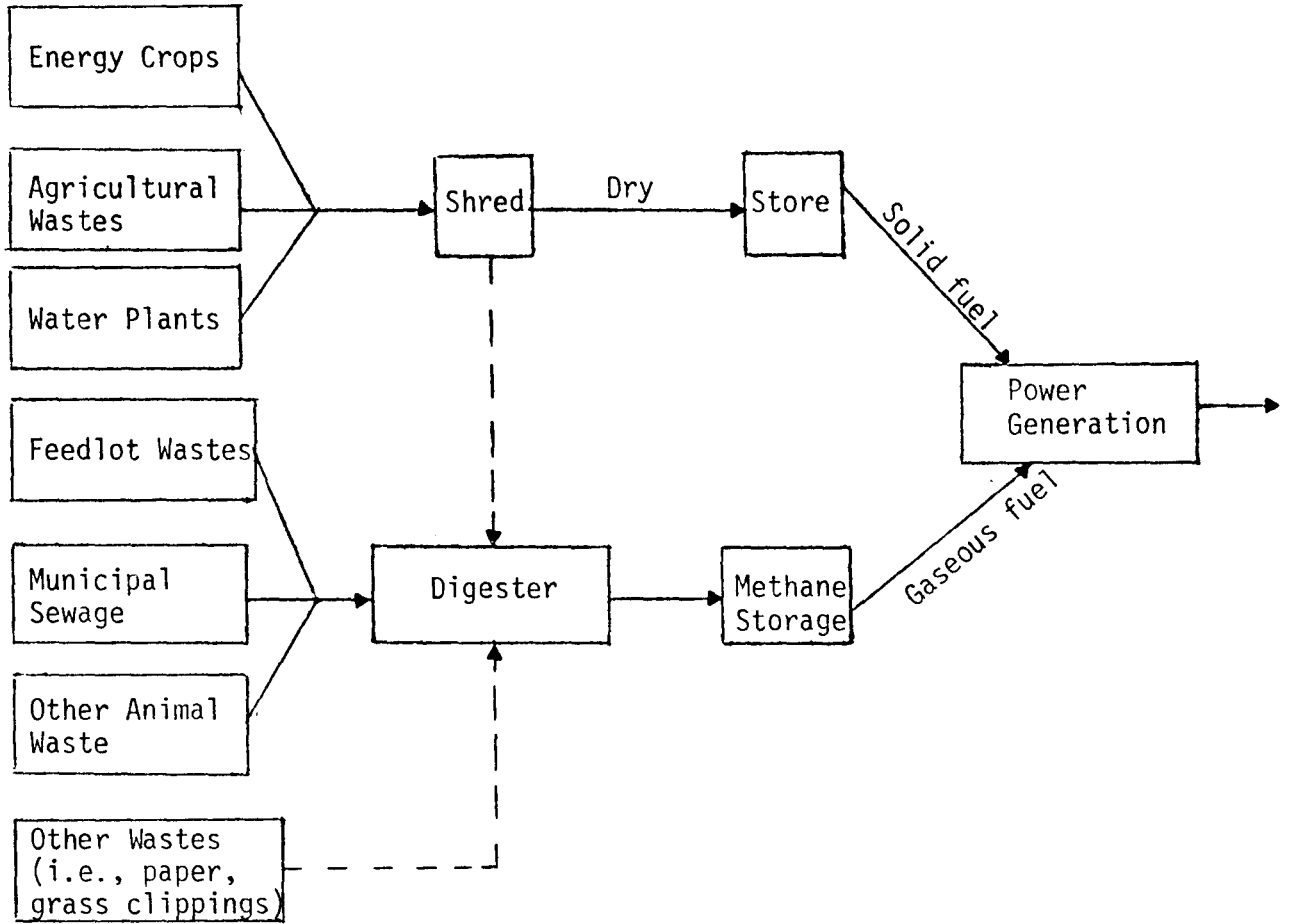 Energy Crops
Agricultural
Wastes
Water Plants
Shred
Dry
Store
Solid fuel
Power
Generation
Feedlot Wastes
Municipal
Sewage
Other Animal
Waste
Digester
Methane
Storage
Gaseous fuel
Other Wastes
(i.e., paper,
grass clippings)